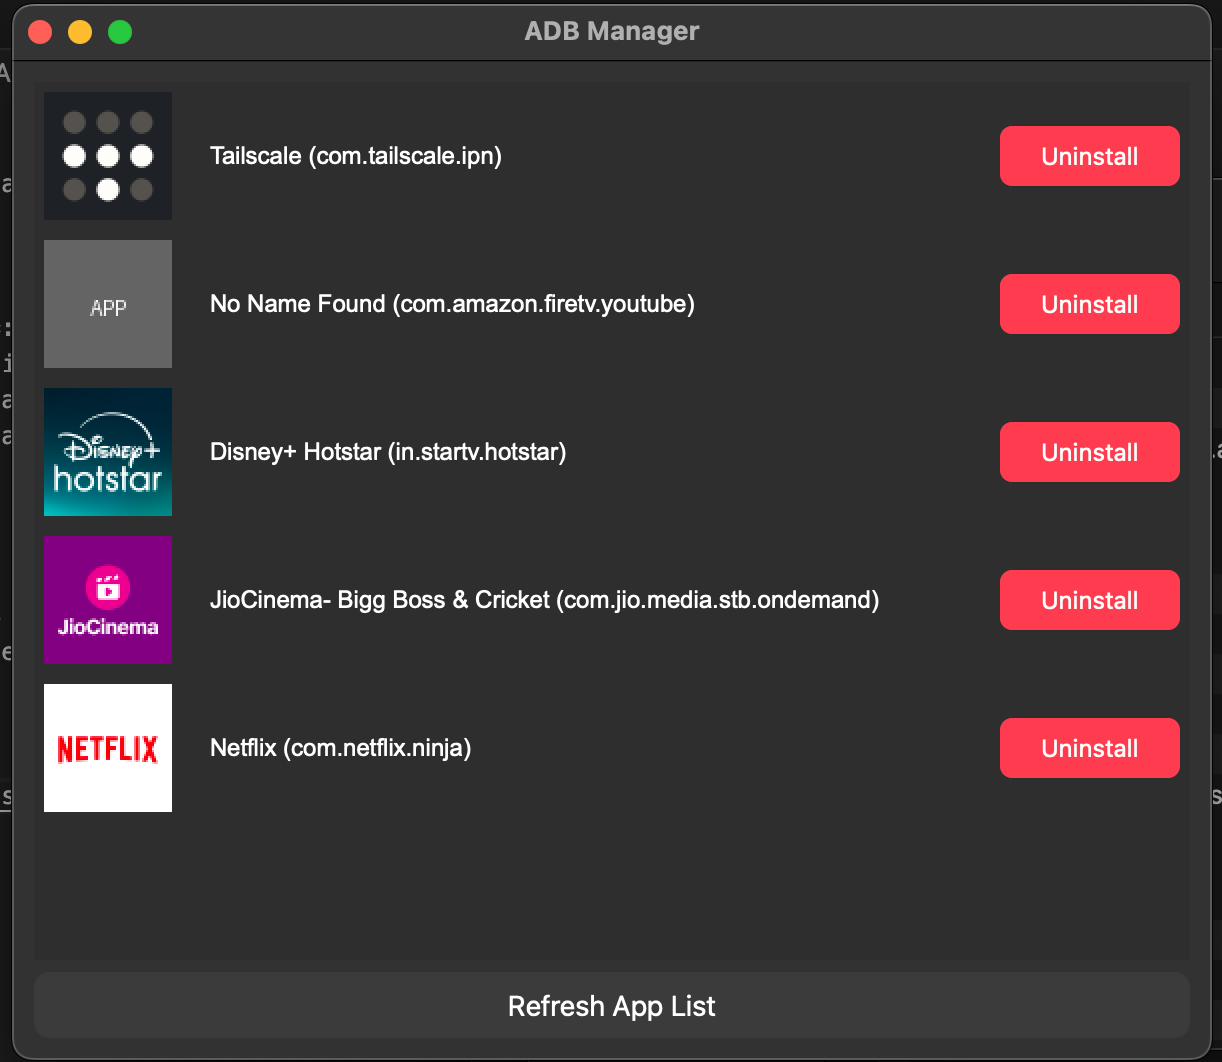 ADB Manager
Tailscale (com.tailscale.ipn)
Uninstall
APP
No Name Found (com.amazon.firetv.youtube)
Uninstall
Disney+
hotstar
Disney+ Hotstar (in.startv.hotstar)
Uninstall
JioCinema
JioCinema- Bigg Boss & Cricket (com.jio.media.stb.ondemand)
Uninstall
NETFLIX
Netflix (com.netflix.ninja)
Uninstall
Refresh App List